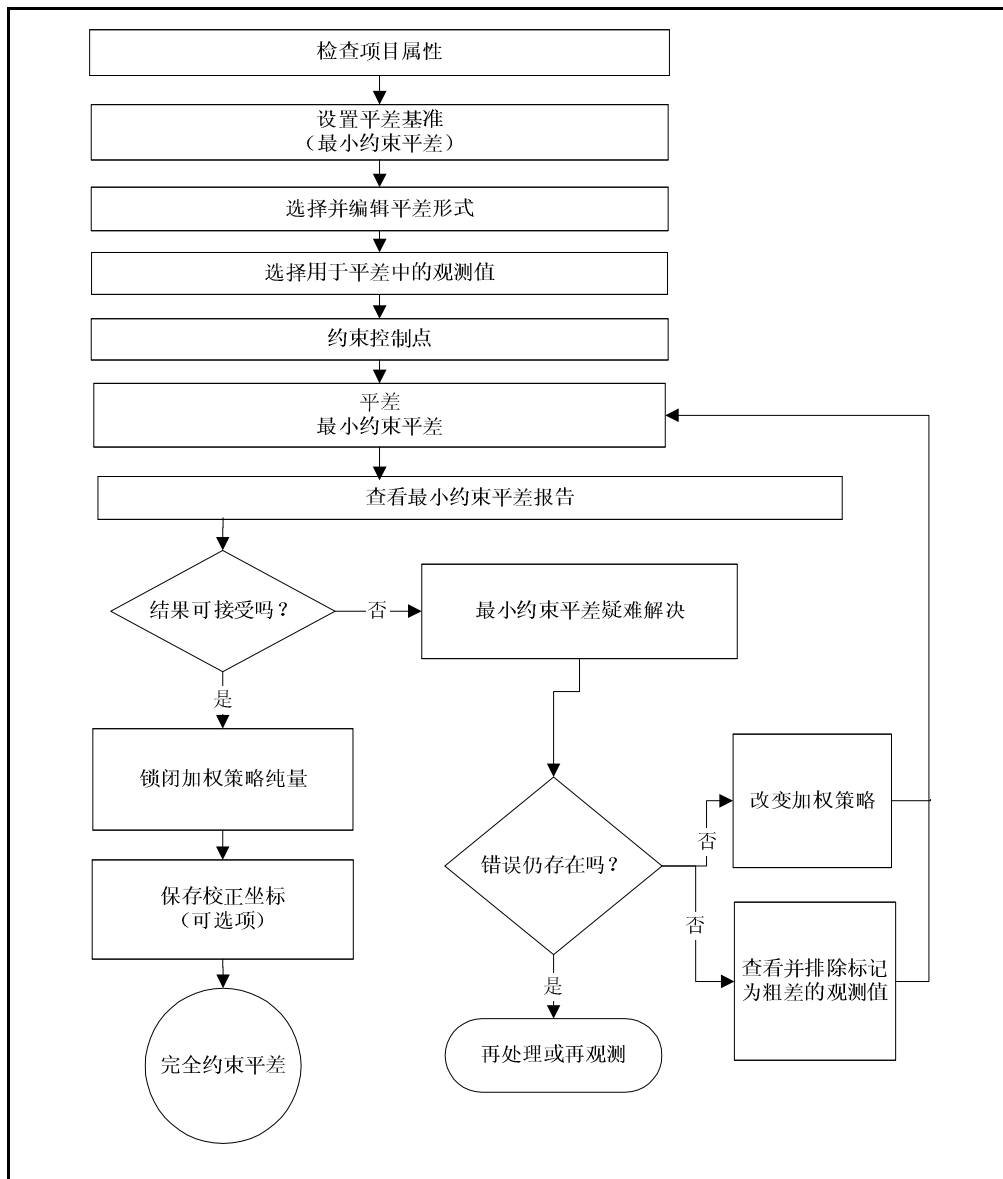 检查项目属性
设置平差基准
（最小约束平差）
选择并编辑平差形式
选择用于平差中的观测值
约束控制点
平差
最小约束平差
查看最小约束平差报告
结果可接受吗？
否
最小约束平差疑难解决
是
锁闭加权策略纯量
改变加权策略
否
错误仍存在吗？
保存校正坐标
（可选项）
否
查看并排除标记
为粗差的观测值
是
再处理或再观测
完全约束平差